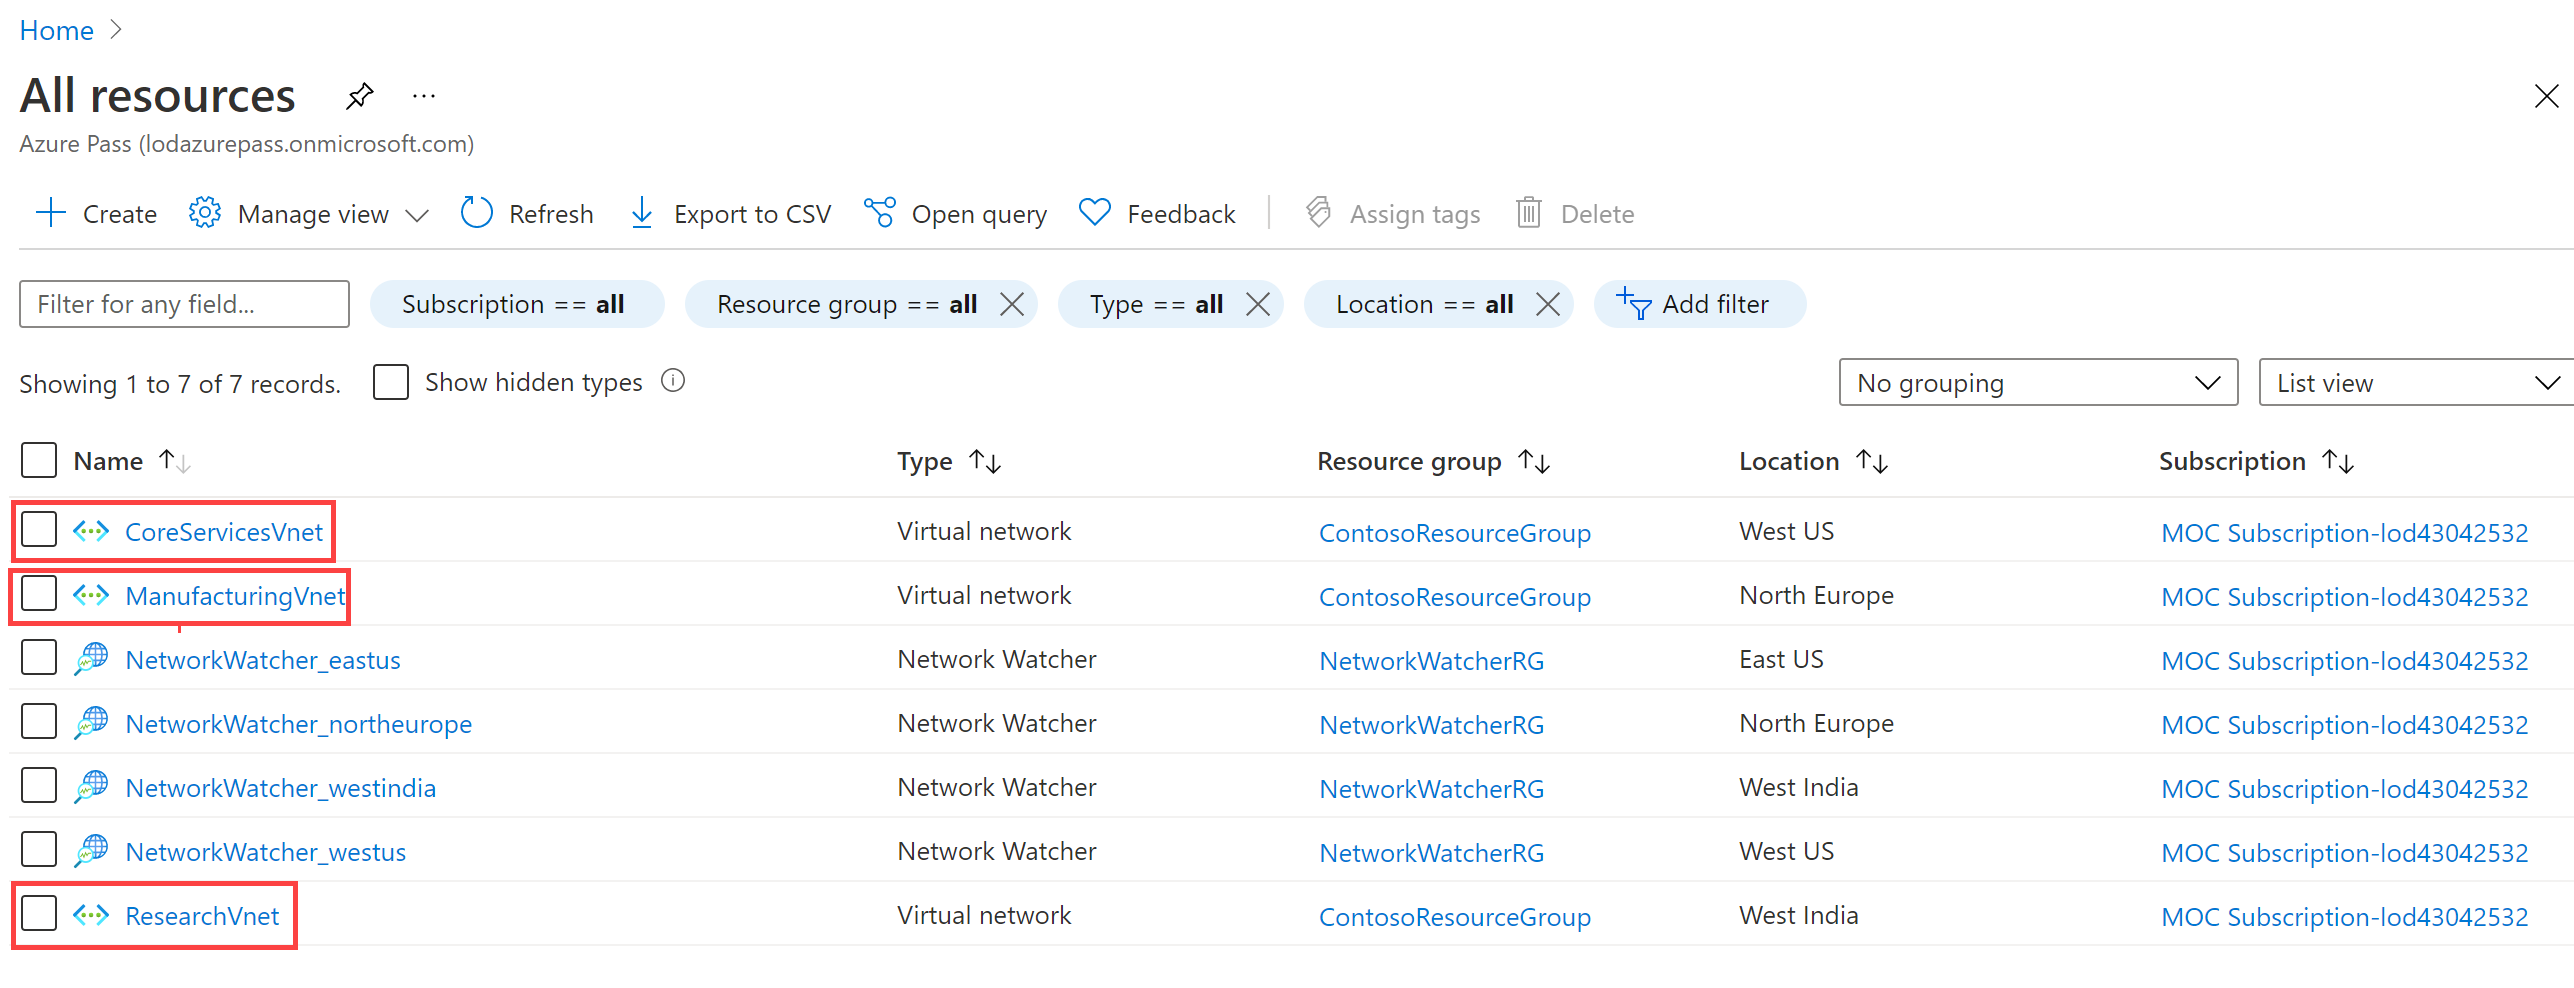 Home
All resources
Azure Pass (lodazurepass.onmicrosoft.com)
Create Manage view Refresh Export to CSV Open query Feedback Assign tags Delete
Filter for any field... Subscription == all Resource group == all Type == all Location == all Add filter
Showing 1 to 7 of 7 records. Show hidden types No grouping List view
Name Type Resource group Location Subscription
CoreServicesVnet Virtual network ContosoResourceGroup West US MOC Subscription-lod43042532
ManufacturingVnet Virtual network ContosoResourceGroup North Europe MOC Subscription-lod43042532
NetworkWatcher_eastus Network Watcher NetworkWatcherRG East US MOC Subscription-lod43042532
NetworkWatcher_northeurope Network Watcher NetworkWatcherRG North Europe MOC Subscription-lod43042532
NetworkWatcher_westindia Network Watcher NetworkWatcherRG West India MOC Subscription-lod43042532
NetworkWatcher_westus Network Watcher NetworkWatcherRG West US MOC Subscription-lod43042532
ResearchVnet Virtual network ContosoResourceGroup West India MOC Subscription-lod43042532